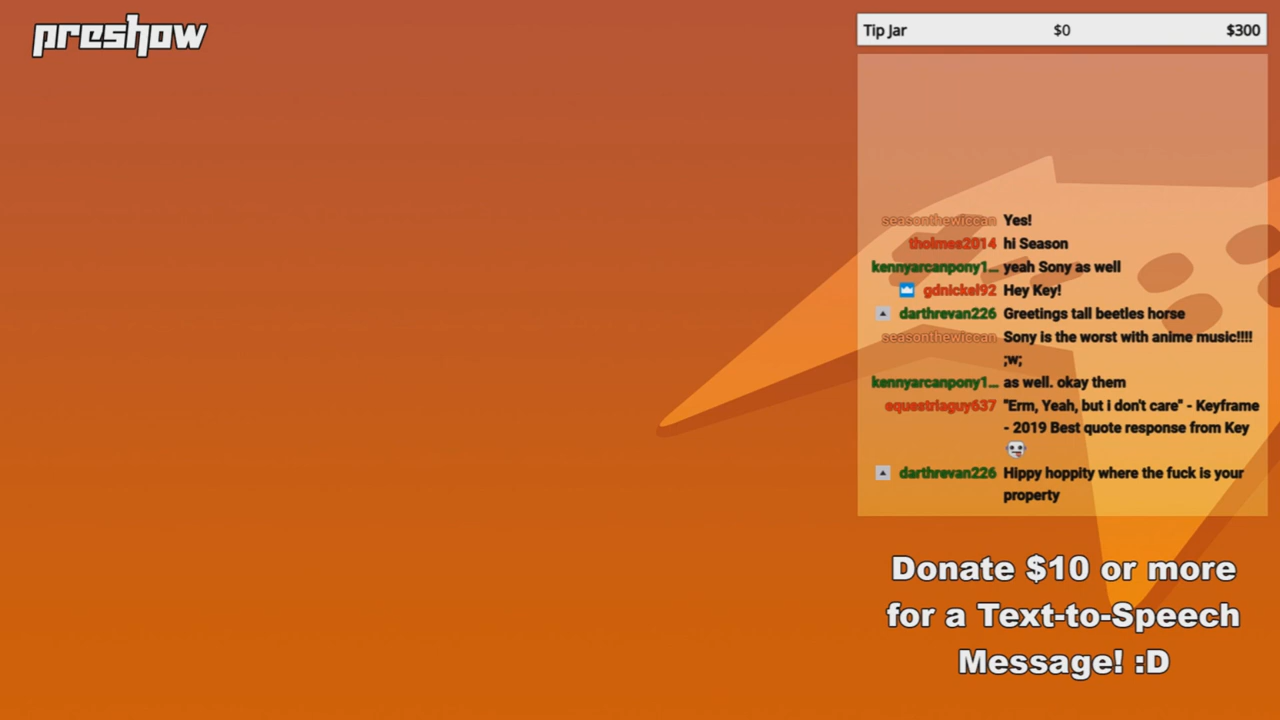 preshow
Tip Jar $0 $300
seasonthewiccan Yes!
tholmes2014 hi Season
kennyarcanpony1... yeah Sony as well
gdnickel92 Hey Key!
darthrevan226 Greetings tall beetles horse
seasonthewiccan Sony is the worst with anime music!!!!
;w;
kennyarcanpony1... as well. okay them
equestriaguy637 "Erm, Yeah, but i don't care" - Keyframe
- 2019 Best quote response from Key
darthrevan226 Hippy hoppity where the fuck is your
property
Donate $10 or more
for a Text-to-Speech
Message! :D